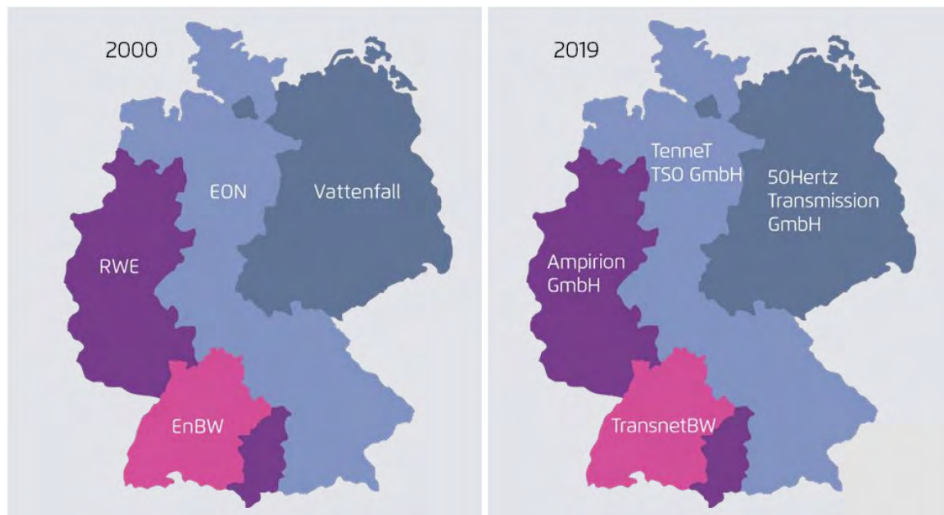 2000
EON
Vattenfall
RWE
EnBW
2019
TenneT
TSO GmbH
50Hertz
Transmission
GmbH
Ampirion
GmbH
TransnetBW